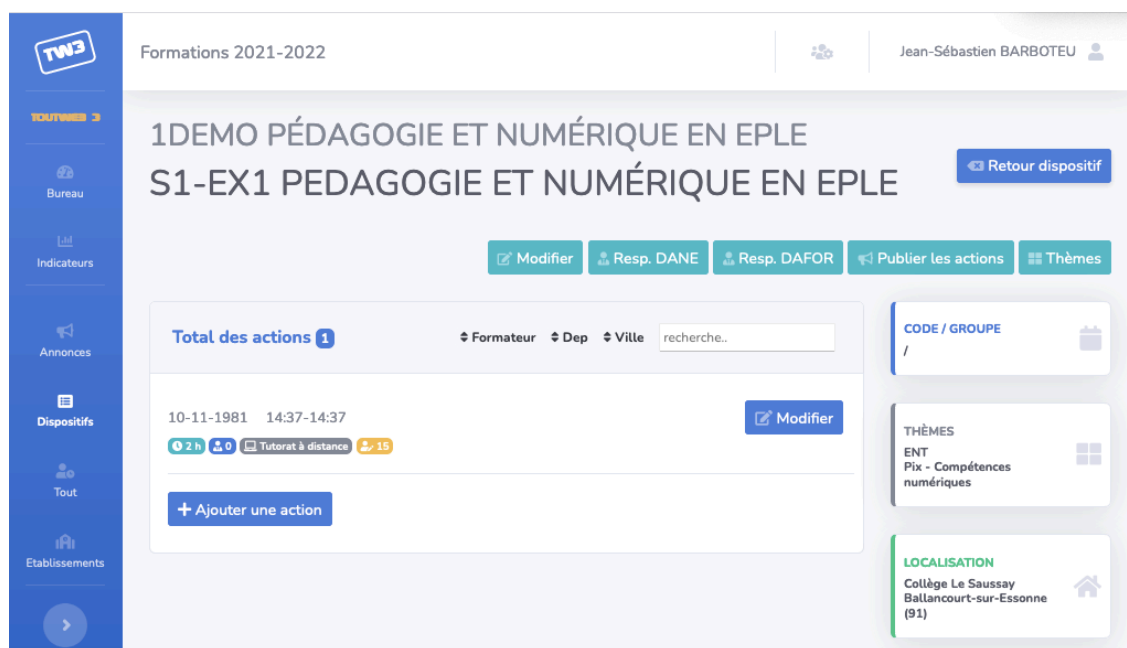 TW3
Formations 2021-2022
Jean-Sébastien BARBOTEU
TOUTWEB 3
Bureau
Indicateurs
Annonces
Dispositifs
Tout
Etablissements
1DEMO PÉDAGOGIE ET NUMÉRIQUE EN EPLE
S1-EX1 PEDAGOGIE ET NUMÉRIQUE EN EPLE
Retour dispositif
Modifier
Resp. DANE
Resp. DAFOR
Publier les actions
Thèmes
Total des actions 1
Formateur Dep Ville recherche..
10-11-1981 14:37-14:37
Modifier
2 h 0 Tutorat à distance 15
+ Ajouter une action
CODE / GROUPE
/
THÈMES
ENT
Pix - Compétences
numériques
LOCALISATION
Collège Le Saussay
Ballancourt-sur-Essonne
(91)